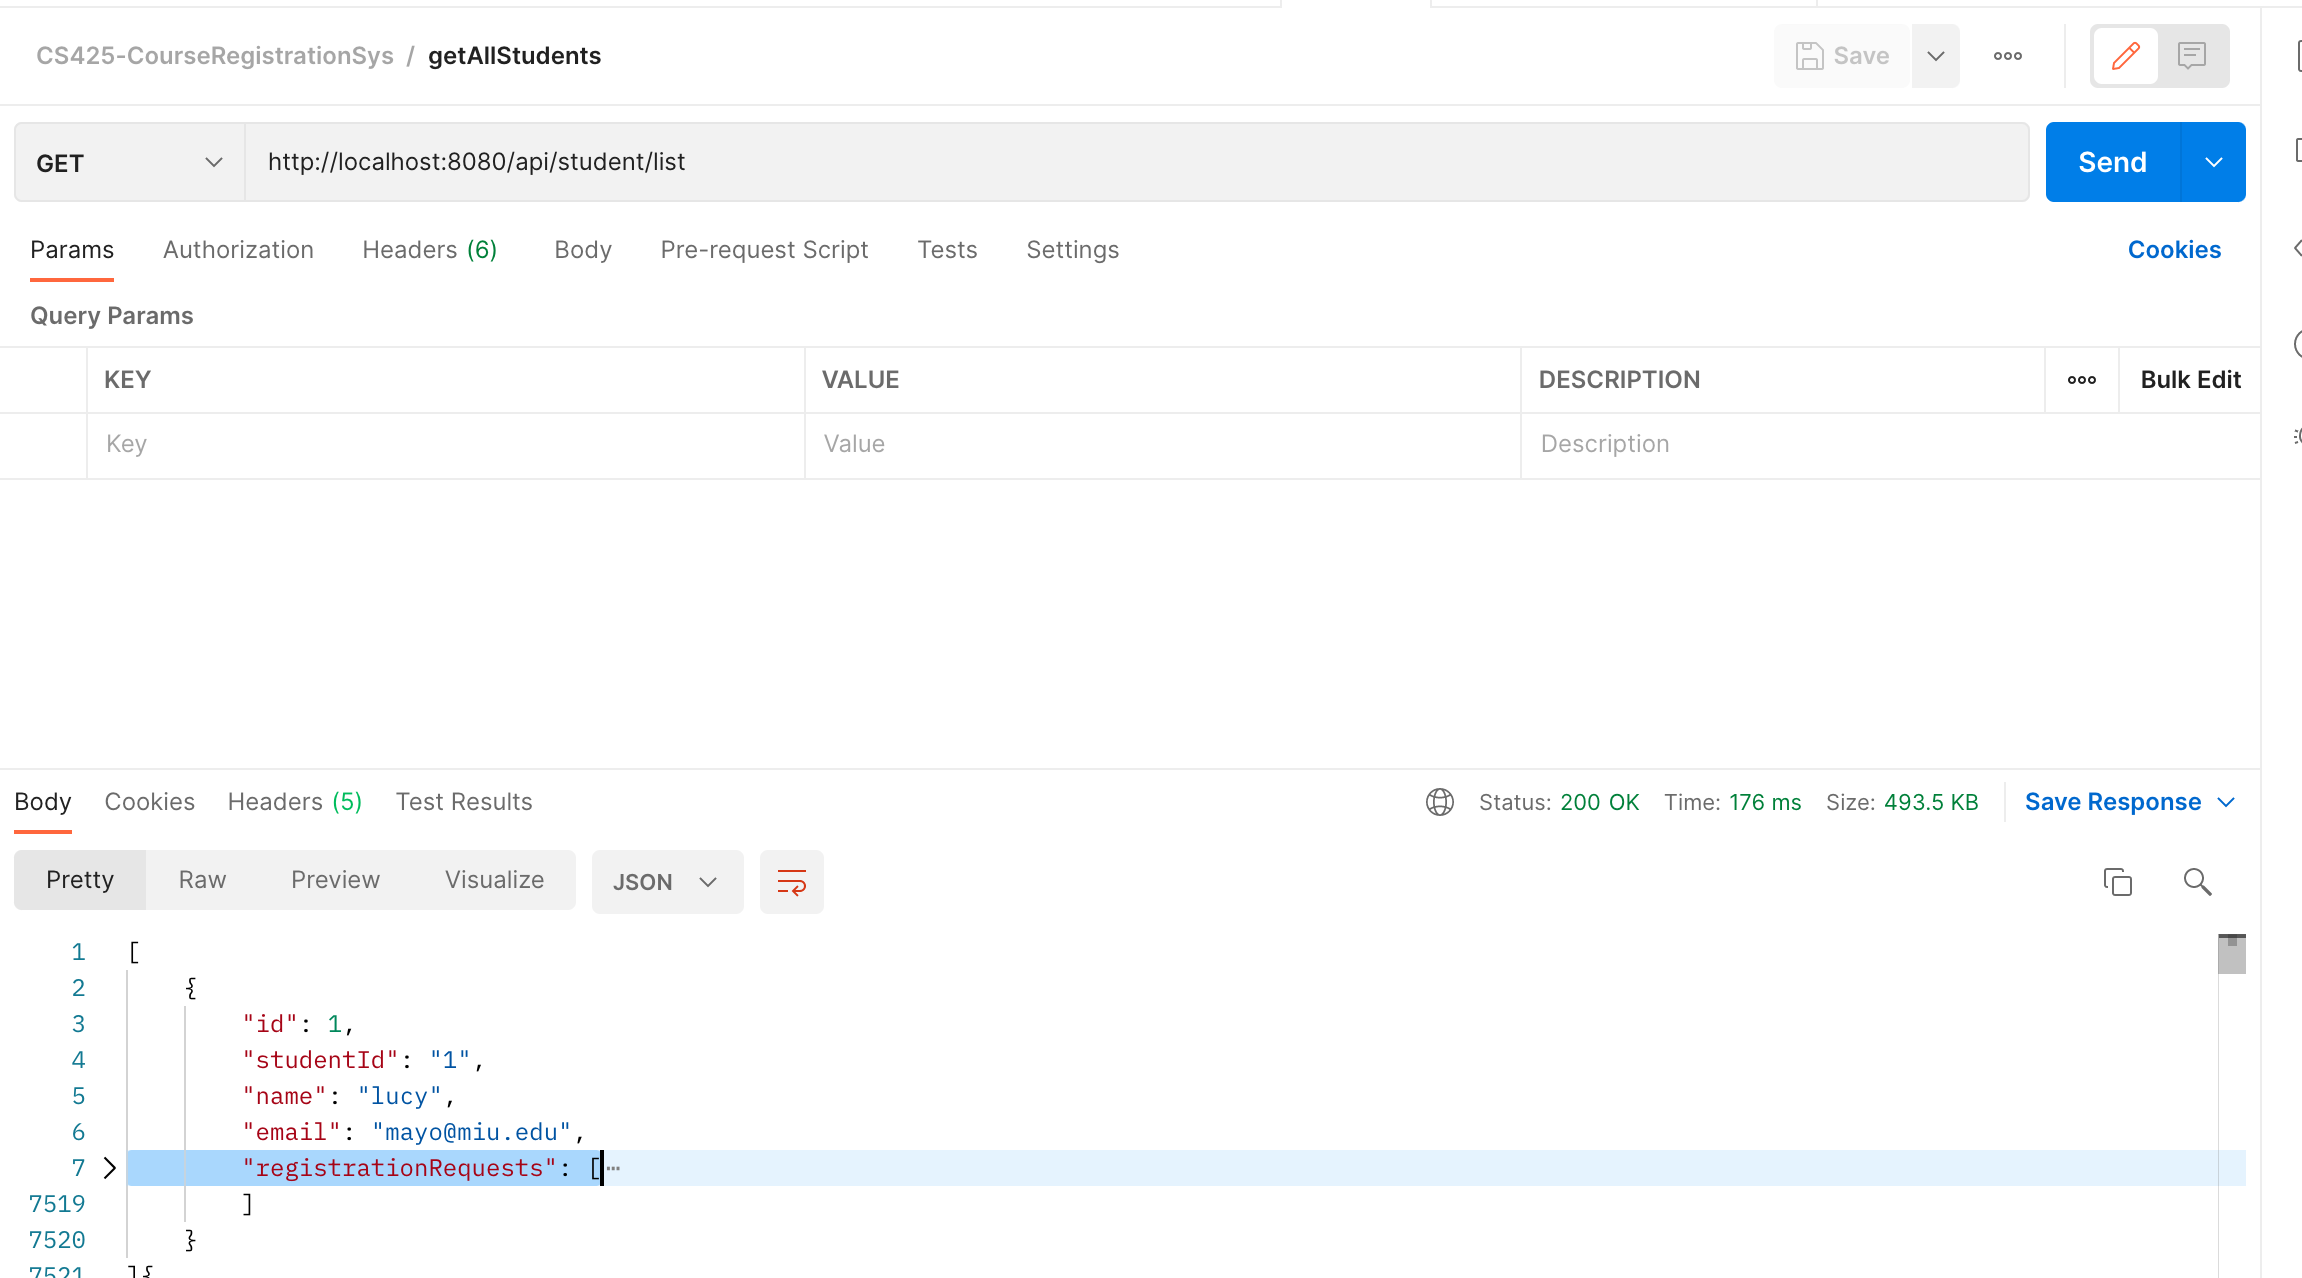 CS425-CourseRegistrationSys / getAllStudents
Save
GET http://localhost:8080/api/student/list Send
Params Authorization Headers (6) Body Pre-request Script Tests Settings Cookies
Query Params
KEY VALUE DESCRIPTION Bulk Edit
Key Value Description
Body Cookies Headers (5) Test Results Status: 200 OK Time: 176 ms Size: 493.5 KB Save Response
Pretty Raw Preview Visualize JSON
1 [
2 {
3 "id": 1,
4 "studentId": "1",
5 "name": "lucy",
6 "email": "mayo@miu.edu",
7 "registrationRequests": […
7519 ]
7520 }
7521 ]{